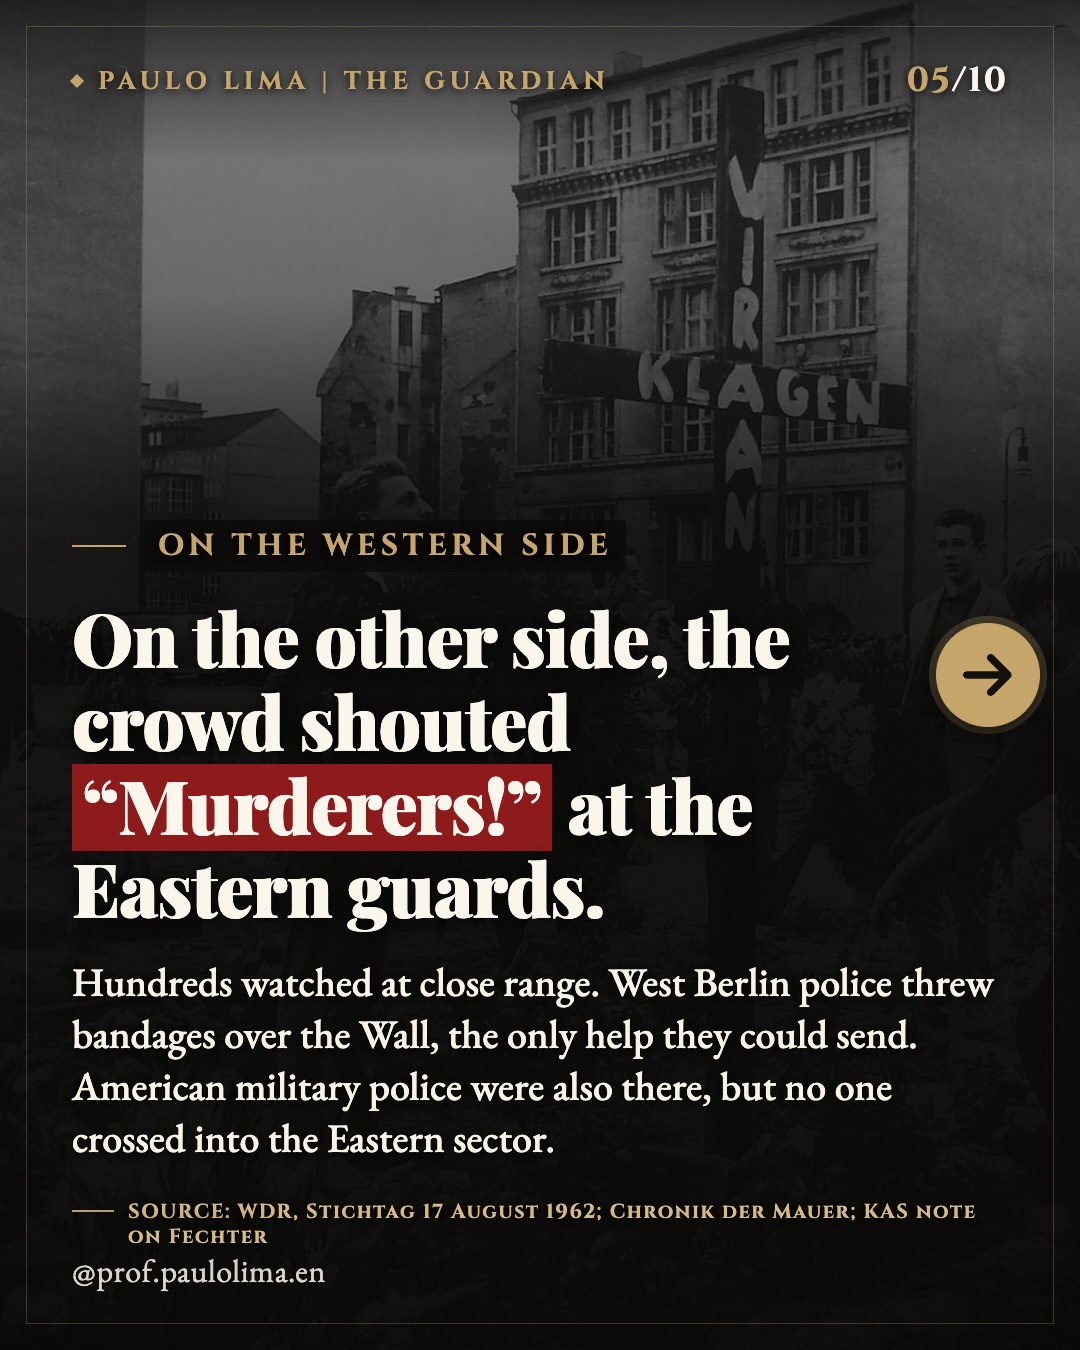 ◆ PAULO LIMA | THE GUARDIAN
05/10
WIR
KLAGEN
AN
ON THE WESTERN SIDE
On the other side, the
crowd shouted
“Murderers!” at the
Eastern guards.
Hundreds watched at close range. West Berlin police threw
bandages over the Wall, the only help they could send.
American military police were also there, but no one
crossed into the Eastern sector.
SOURCE: WDR, STICHTAG 17 AUGUST 1962; CHRONIK DER MAUER; KAS NOTE
ON FECHTER
@prof.paulolima.en